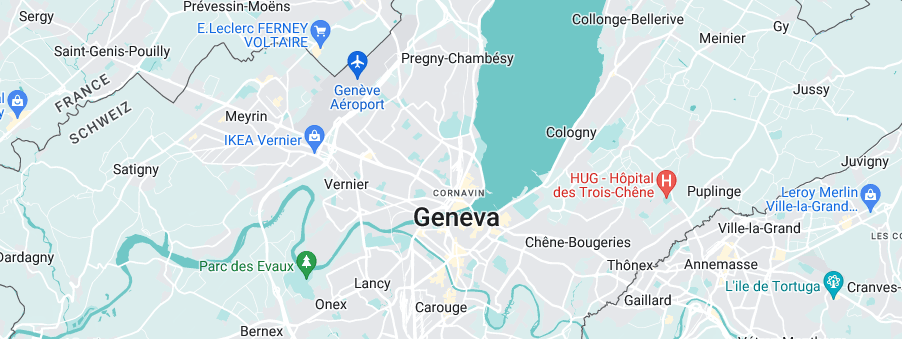 Prévessin-Moëns
Sergy
E.Leclerc FERNEY
VOLTAIRE
Collonge-Bellerive
Gy
Meinier
Saint-Genis-Pouilly
Pregny-Chambésy
FRANCE
SCHWEIZ
Genève
Aéroport
Jussy
Meyrin
IKEA Vernier
Cologny
Satigny
Juvigny
Vernier
CORNAVIN
HUG - Hôpital
des Trois-Chêne
Puplinge
Leroy Merlin
Ville-la-Grand...
Geneva
Ville-la-Grand
LES CO
Chêne-Bougeries
Dardagny
Parc des Evaux
Thônex
Annemasse
Lancy
L'ile de Tortuga
Cranves-
Onex
Carouge
Gaillard
Bernex